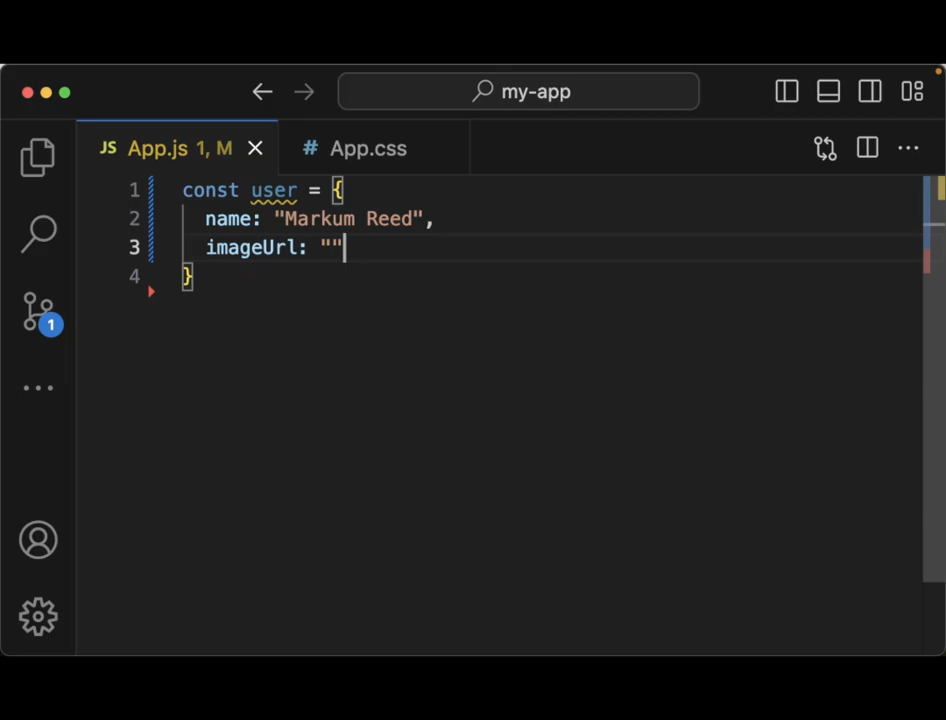 my-app
JS App.js 1, M # App.css
1 const user = {
2 name: "Markum Reed",
3 imageUrl: ""
4 }
1